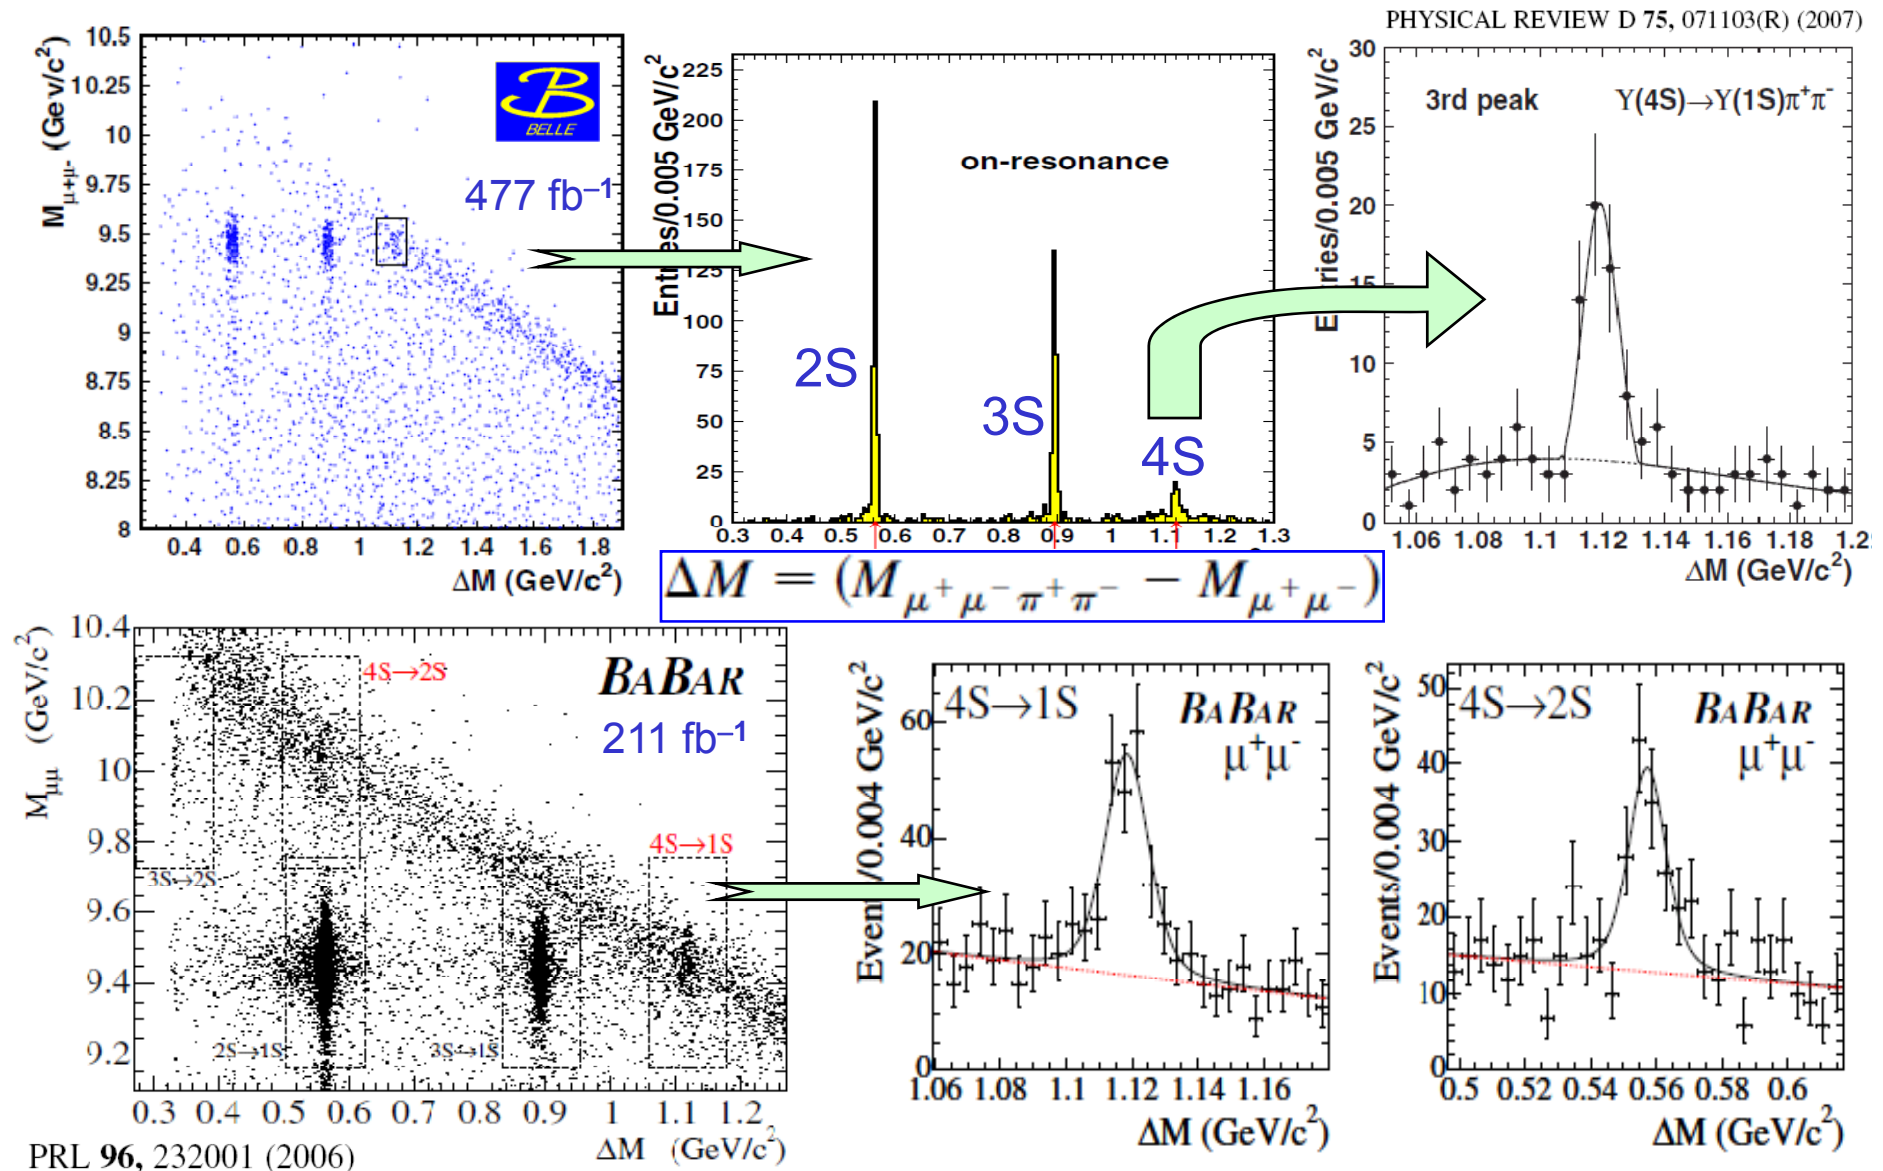 PHYSICAL REVIEW D 75, 071103(R) (2007)
M μ+μ- (Gev/c²)
10.5
10.25
10
9.75
9.5
9.25
9
8.75
8.5
8.25
8
0.4 0.6 0.8 1 1.2 1.4 1.6 1.8
ΔM (GeV/c²)
BELLE
477 fb⁻¹
Entries/0.005 GeV/c²
225
200
175
150
125
100
75
50
25
0
0.3 0.4 0.5 0.6 0.7 0.8 0.9 1 1.1 1.2 1.3
on-resonance
2S
3S
4S
Entries/0.005 GeV/c²
30
25
20
15
10
5
0
3rd peak ϒ(4S)→ϒ(1S)π⁺π⁻
1.06 1.08 1.1 1.12 1.14 1.16 1.18 1.2
ΔM (GeV/c²)
ΔM = (M μ⁺μ⁻π⁺π⁻ − M μ⁺μ⁻)
M μμ (GeV/c²)
10.4
10.2
10
9.8
9.6
9.4
9.2
4S→2S
BABAR
211 fb⁻¹
4S→1S
3S→2S
2S→1S
3S→1S
0.3 0.4 0.5 0.6 0.7 0.8 0.9 1 1.1 1.2
ΔM (GeV/c²)
PRL 96, 232001 (2006)
Events/0.004 GeV/c²
60
40
20
0
4S→1S
BABAR
μ⁺μ⁻
1.06 1.08 1.1 1.12 1.14 1.16
ΔM (GeV/c²)
Events/0.004 GeV/c²
50
40
30
20
10
0
4S→2S
BABAR
μ⁺μ⁻
0.5 0.52 0.54 0.56 0.58 0.6
ΔM (GeV/c²)